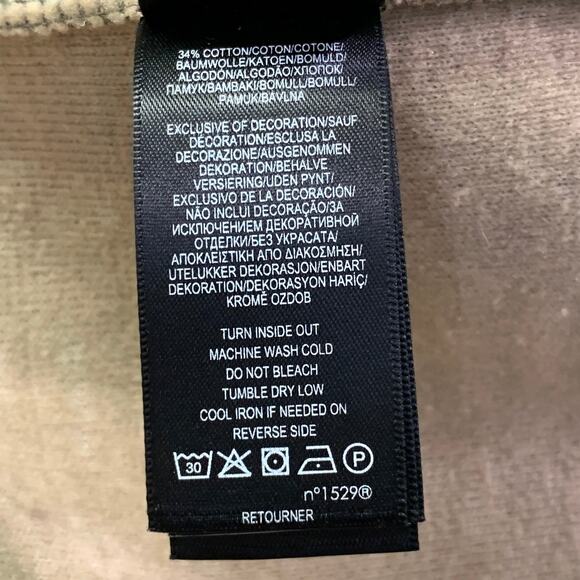 34% COTTON/COTON/COTONE/
BAUMWOLLE/KATOEN/BOMULD/
ALGODÓN/ALGODÃO/ХЛОПОК/
ПАМУК/BAMBAKI/BOMULL/BOMULL/
PAMUK/BAVLNA
EXCLUSIVE OF DECORATION/SAUF
DÉCORATION/ESCLUSA LA
DECORAZIONE/AUSGENOMMEN
DEKORATION/BEHALVE
VERSIERING/UDEN PYNT/
EXCLUSIVO DE LA DECORACIÓN/
NÃO INCLUI DECORAÇÃO/ЗА
ИСКЛЮЧЕНИЕМ ДЕКОРАТИВНОЙ
ОТДЕЛКИ/БЕЗ УКРАСАТА/
ΑΠΟΚΛΕΙΣΤΙΚΗ ΑΠΟ ΔΙΑΚΟΣΜΗΣΗ/
UTELUKKER DEKORASJON/ENBART
DEKORATION/DEKORASYON HARİÇ/
KROMĚ OZDOB
TURN INSIDE OUT
MACHINE WASH COLD
DO NOT BLEACH
TUMBLE DRY LOW
COOL IRON IF NEEDED ON
REVERSE SIDE
30 P
n°1529®
RETOURNER